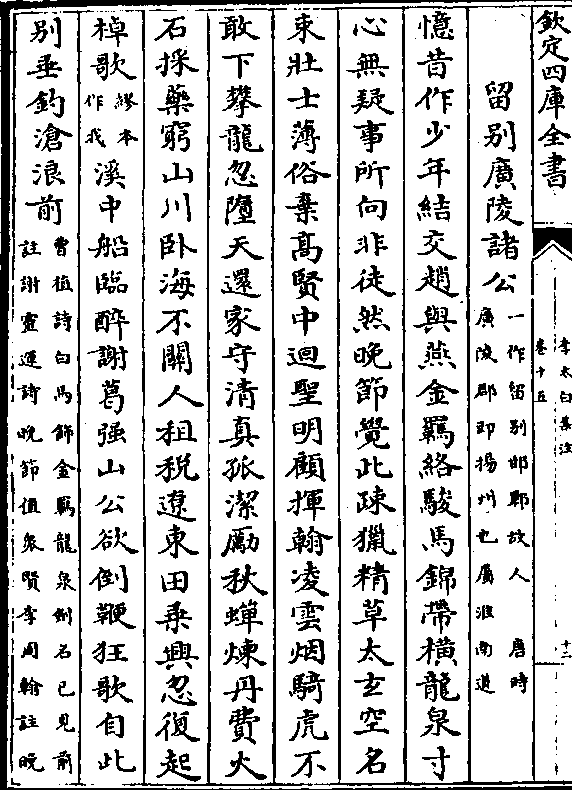 欽定四庫全書
李太白集注
卷十五
十二
留别廣陵諸公一作留别邯鄲故人 唐時
廣陵郡即揚州也屬淮南道
憶昔作少年結交趙與燕金羈絡駿馬錦帶横龍泉寸
心無疑事所向非徒然晚節覺此疎獵精草太玄空名
束壯士薄俗棄髙賢中迴聖明顧揮翰凌雲烟騎虎不
敢下攀龍忽墮天還家守清真孤潔勵秋蟬煉丹費火
石採藥窮山川卧海不關人租税遼東田乗興忽復起
棹歌繆本作我溪中船臨醉謝葛强山公欲倒鞭狂歌自此
别垂釣滄浪前曹植詩白馬飾金羈龍泉劍名已見前
註謝靈運詩晚節值衆賢李周翰註晚